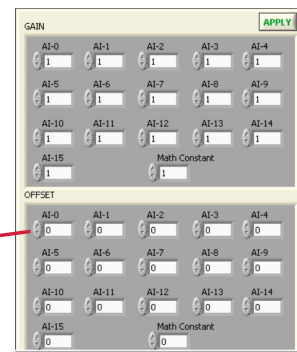 GAIN APPLY
AI-0 AI-1 AI-2 AI-3 AI-4
1 1 1 1 1
AI-5 AI-6 AI-7 AI-8 AI-9
1 1 1 1 1
AI-10 AI-11 AI-12 AI-13 AI-14
1 1 1 1 1
AI-15 Math Constant
1 1
OFFSET
AI-0 AI-1 AI-2 AI-3 AI-4
0 0 0 0 0
AI-5 AI-6 AI-7 AI-8 AI-9
0 0 0 0 0
AI-10 AI-11 AI-12 AI-13 AI-14
0 0 0 0 0
AI-15 Math Constant
0 0